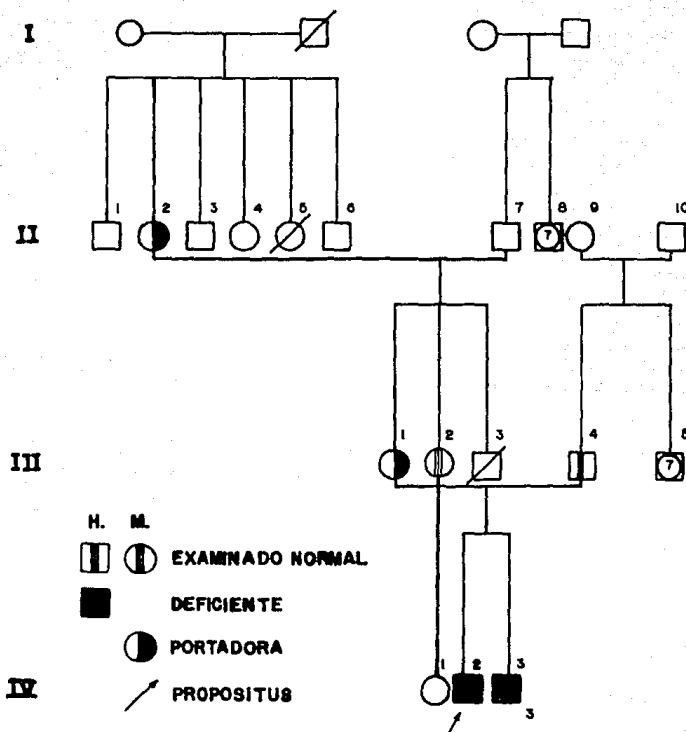 I
1 2 3 4 5 6 7 8 9 10
7
II
1 2 3 4 5
7
III
H. M.
EXAMINADO NORMAL
DEFICIENTE
PORTADORA
1 2 3
IV
PROPOSITUS
3